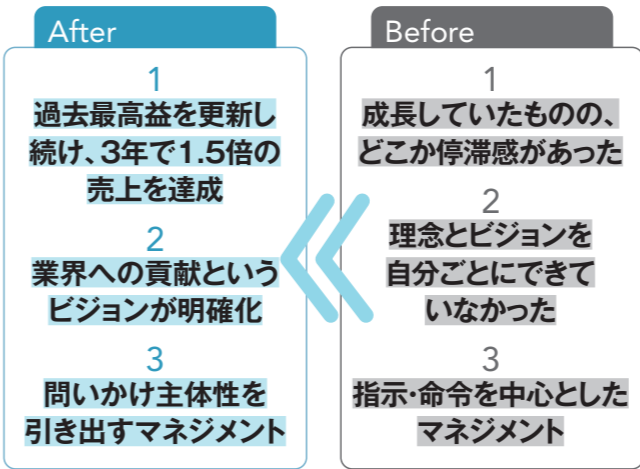 After
1
過去最高益を更新し
続け、3年で1.5倍の
売上を達成
2
業界への貢献という
ビジョンが明確化
3
問いかけ主体性を
引き出すマネジメント
Before
1
成長していたものの、
どこか停滞感があった
2
理念とビジョンを
自分ごとにできて
いなかった
3
指示・命令を中心とした
マネジメント